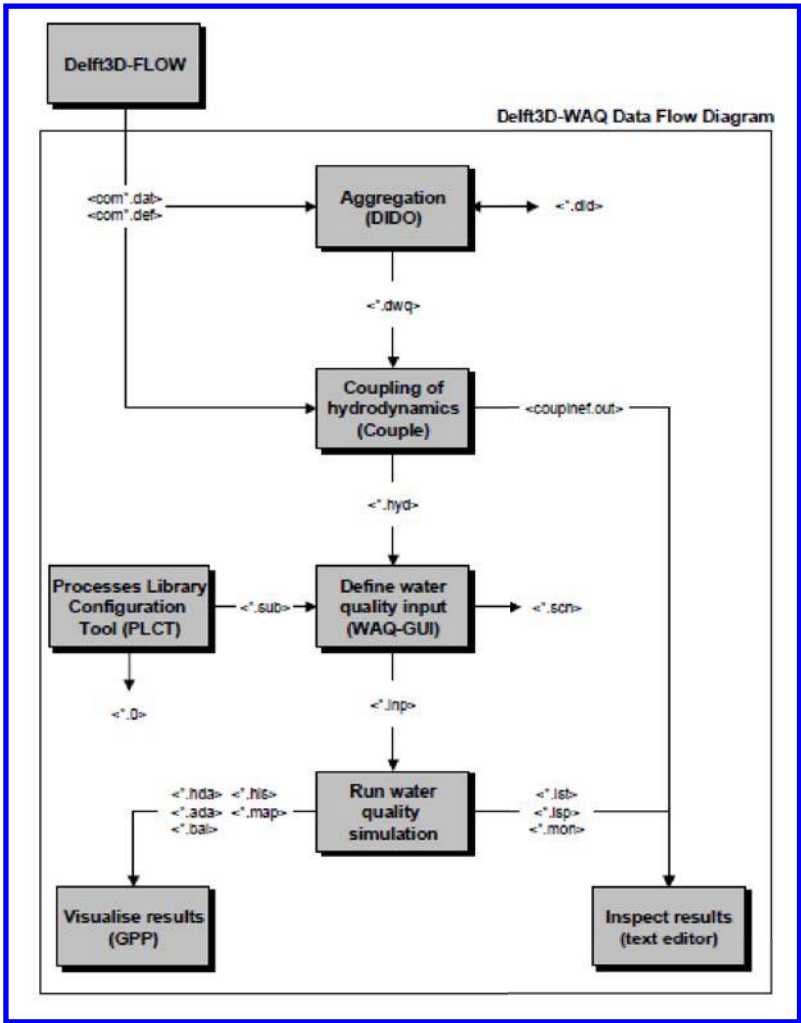 Delft3D-FLOW
Delft3D-WAQ Data Flow Diagram
<com*.dat>
<com*.def>
Aggregation
(DIDO)
<*.did>
<*.dwq>
Coupling of
hydrodynamics
(Couple)
<couplnef.out>
<*.hyd>
Processes Library
Configuration
Tool (PLCT)
<*.sub>
Define water
quality input
(WAQ-GUI)
<*.scn>
<*.0>
<*.inp>
<*.hda> <*.his>
<*.ada> <*.map>
<*.bal>
Run water
quality
simulation
<*.lst>
<*.lsp>
<*.mon>
Visualise results
(GPP)
Inspect results
(text editor)